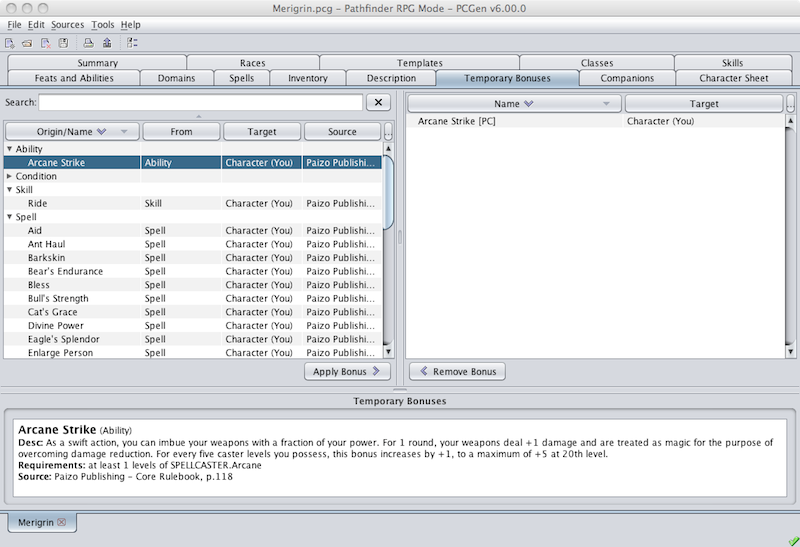 Merigrin.pcg – Pathfinder RPG Mode – PCGen v6.00.0
File Edit Sources Tools Help
Summary Races Templates Classes Skills
Feats and Abilities Domains Spells Inventory Description Temporary Bonuses Companions Character Sheet
Search:
Origin/Name From Target Source ...
Name Target ...
Ability
Arcane Strike Ability Character (You) Paizo Publishi...
Condition
Skill
Ride Skill Character (You) Paizo Publishi...
Spell
Aid Spell Character (You) Paizo Publishi...
Ant Haul Spell Character (You) Paizo Publishi...
Barkskin Spell Character (You) Paizo Publishi...
Bear's Endurance Spell Character (You) Paizo Publishi...
Bless Spell Character (You) Paizo Publishi...
Bull's Strength Spell Character (You) Paizo Publishi...
Cat's Grace Spell Character (You) Paizo Publishi...
Divine Power Spell Character (You) Paizo Publishi...
Eagle's Splendor Spell Character (You) Paizo Publishi...
Enlarge Person Spell Character (You) Paizo Publishi...
Arcane Strike [PC] Character (You)
Apply Bonus
Remove Bonus
Temporary Bonuses
Arcane Strike (Ability)
Desc: As a swift action, you can imbue your weapons with a fraction of your power. For 1 round, your weapons deal +1 damage and are treated as magic for the purpose of
overcoming damage reduction. For every five caster levels you possess, this bonus increases by +1, to a maximum of +5 at 20th level.
Requirements: at least 1 levels of SPELLCASTER.Arcane
Source: Paizo Publishing – Core Rulebook, p.118
Merigrin